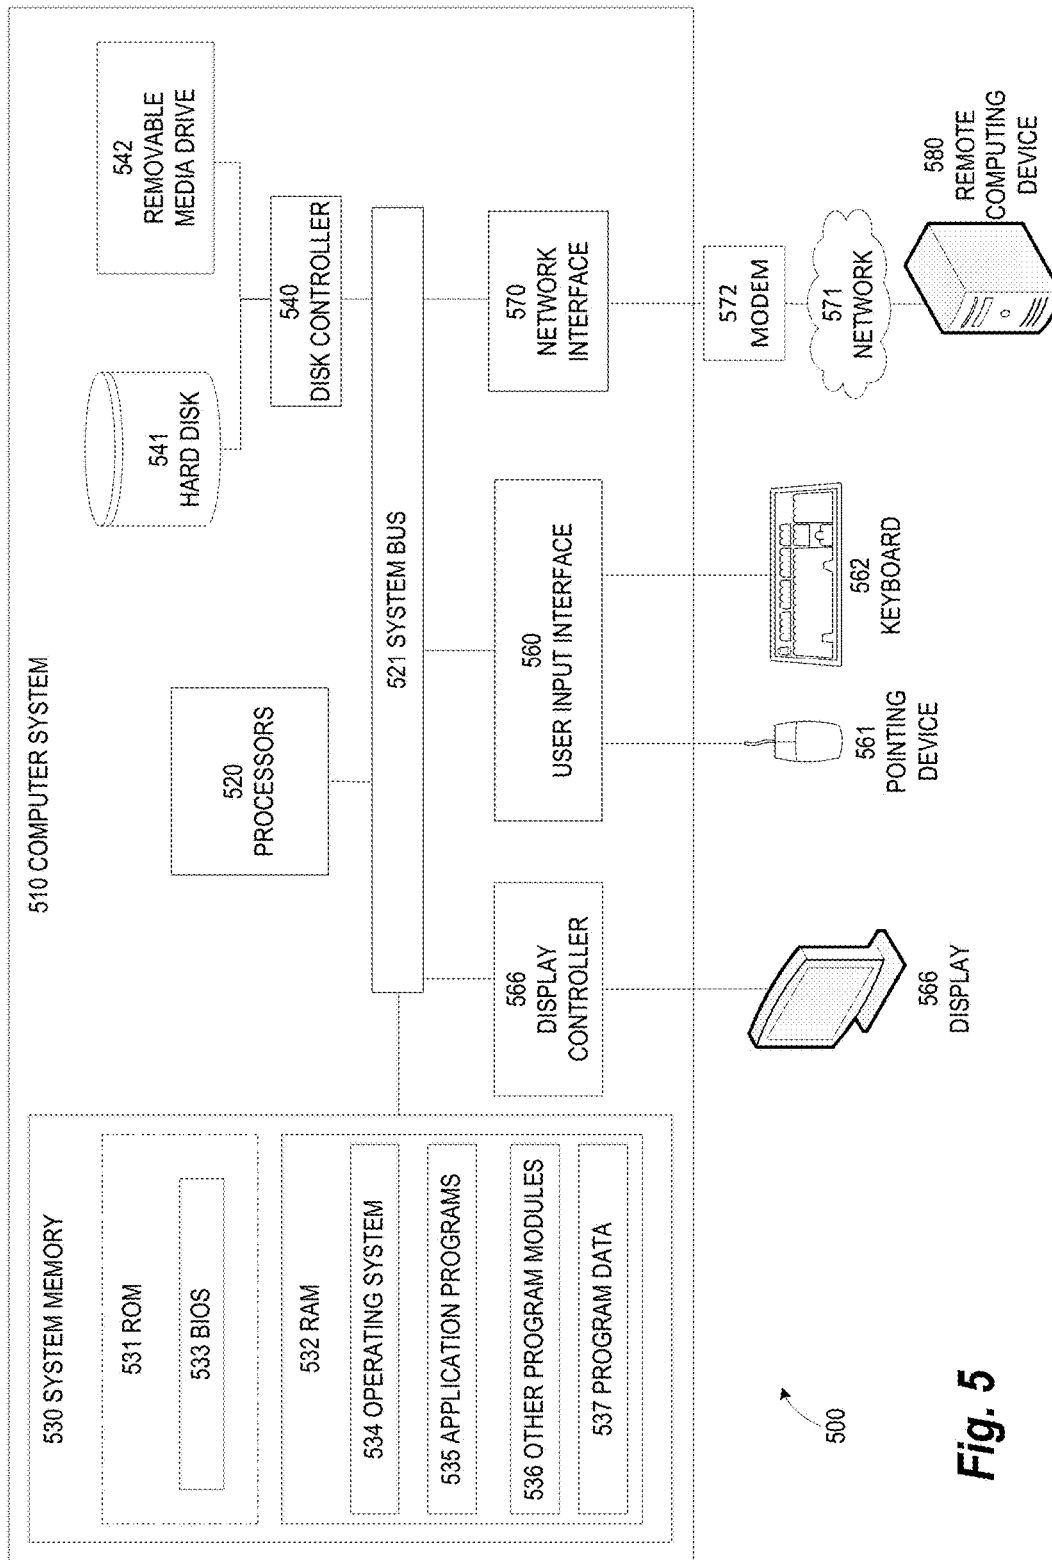 510 COMPUTER SYSTEM
530 SYSTEM MEMORY
531 ROM
533 BIOS
532 RAM
534 OPERATING SYSTEM
535 APPLICATION PROGRAMS
536 OTHER PROGRAM MODULES
537 PROGRAM DATA
520
PROCESSORS
541
HARD DISK
542
REMOVABLE
MEDIA DRIVE
540
DISK CONTROLLER
521 SYSTEM BUS
566
DISPLAY
CONTROLLER
560
USER INPUT INTERFACE
570
NETWORK
INTERFACE
572
MODEM
571
NETWORK
566
DISPLAY
561
POINTING
DEVICE
562
KEYBOARD
580
REMOTE
COMPUTING
DEVICE
500
Fig. 5